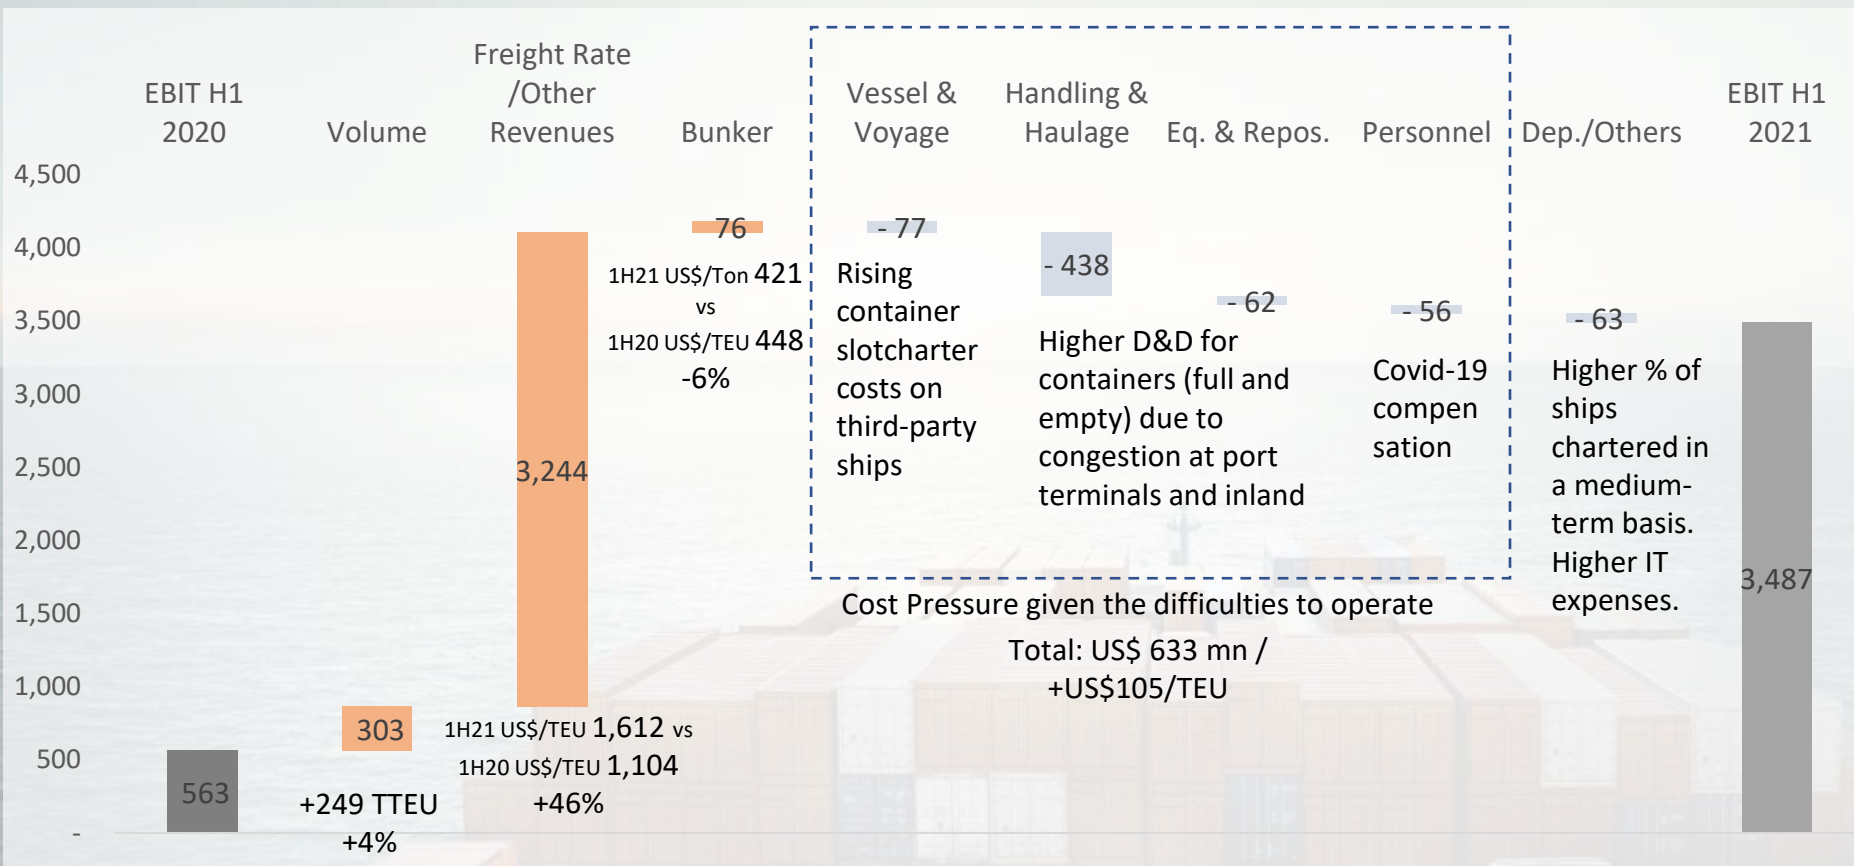 EBIT H1
2020
Volume
Freight Rate
/Other
Revenues
Bunker
Vessel &
Voyage
Handling &
Haulage
Eq. & Repos.
Personnel
Dep./Others
EBIT H1
2021
4,500
4,000
3,500
3,000
2,500
2,000
1,500
1,000
500
-
563
303
+249 TTEU
+4%
3,244
1H21 US$/TEU 1,612 vs
1H20 US$/TEU 1,104
+46%
76
1H21 US$/Ton 421
vs
1H20 US$/TEU 448
-6%
- 77
Rising
container
slotcharter
costs on
third-party
ships
- 438
Higher D&D for
containers (full and
empty) due to
congestion at port
terminals and inland
- 62
- 56
Covid-19
compen
sation
- 63
Higher % of
ships
chartered in
a medium-
term basis.
Higher IT
expenses.
3,487
Cost Pressure given the difficulties to operate
Total: US$ 633 mn /
+US$105/TEU